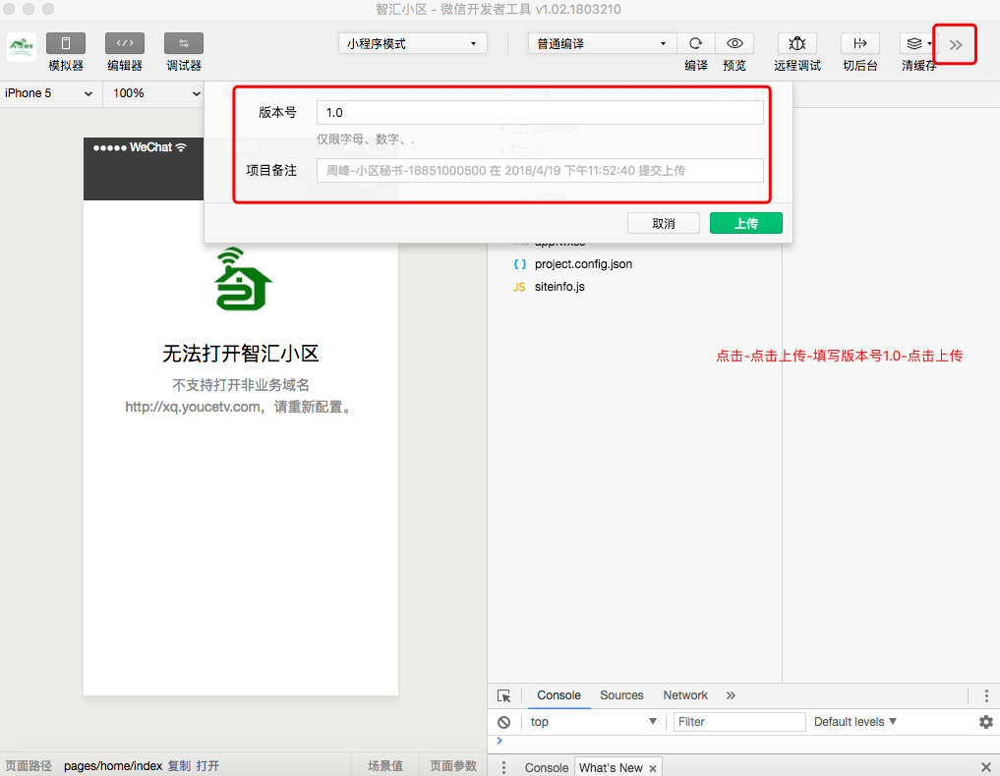 智汇小区 - 微信开发者工具 v1.02.1803210
小程序模式
普通编译
模拟器 编辑器 调试器 编译 预览 远程调试 切后台 清缓存
iPhone 5 100%
版本号 1.0
common
仅限字母、数字、.
lib
项目备注 周峰-小区秘书-18851000500 在 2018/4/19 下午11:52:40 提交上传
取消 上传
●●●●● WeChat
app.wxss
{ } project.config.json
JS siteinfo.js
无法打开智汇小区
不支持打开非业务域名
http://xq.youcetv.com，请重新配置。
点击-点击上传-填写版本号1.0-点击上传
Console Sources Network
top Filter Default levels
页面路径 pages/home/index 复制 打开 场景值 页面参数
Console What's New